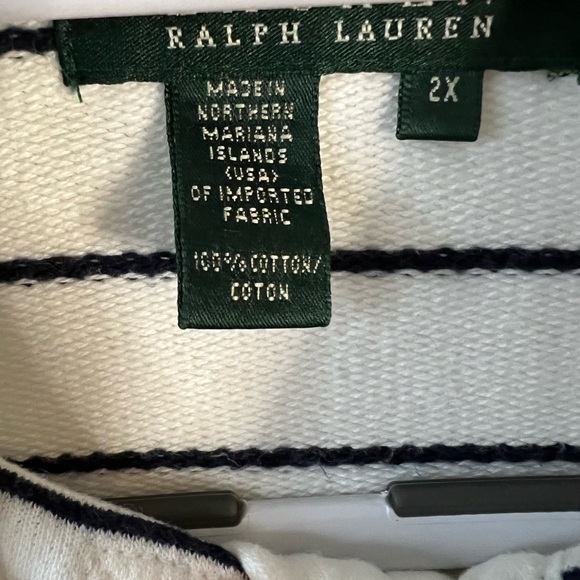 RALPH LAUREN
MADE IN
NORTHERN
MARIANA
ISLANDS
(USA)
OF IMPORTED
FABRIC
100% COTTON/
COTON
2X